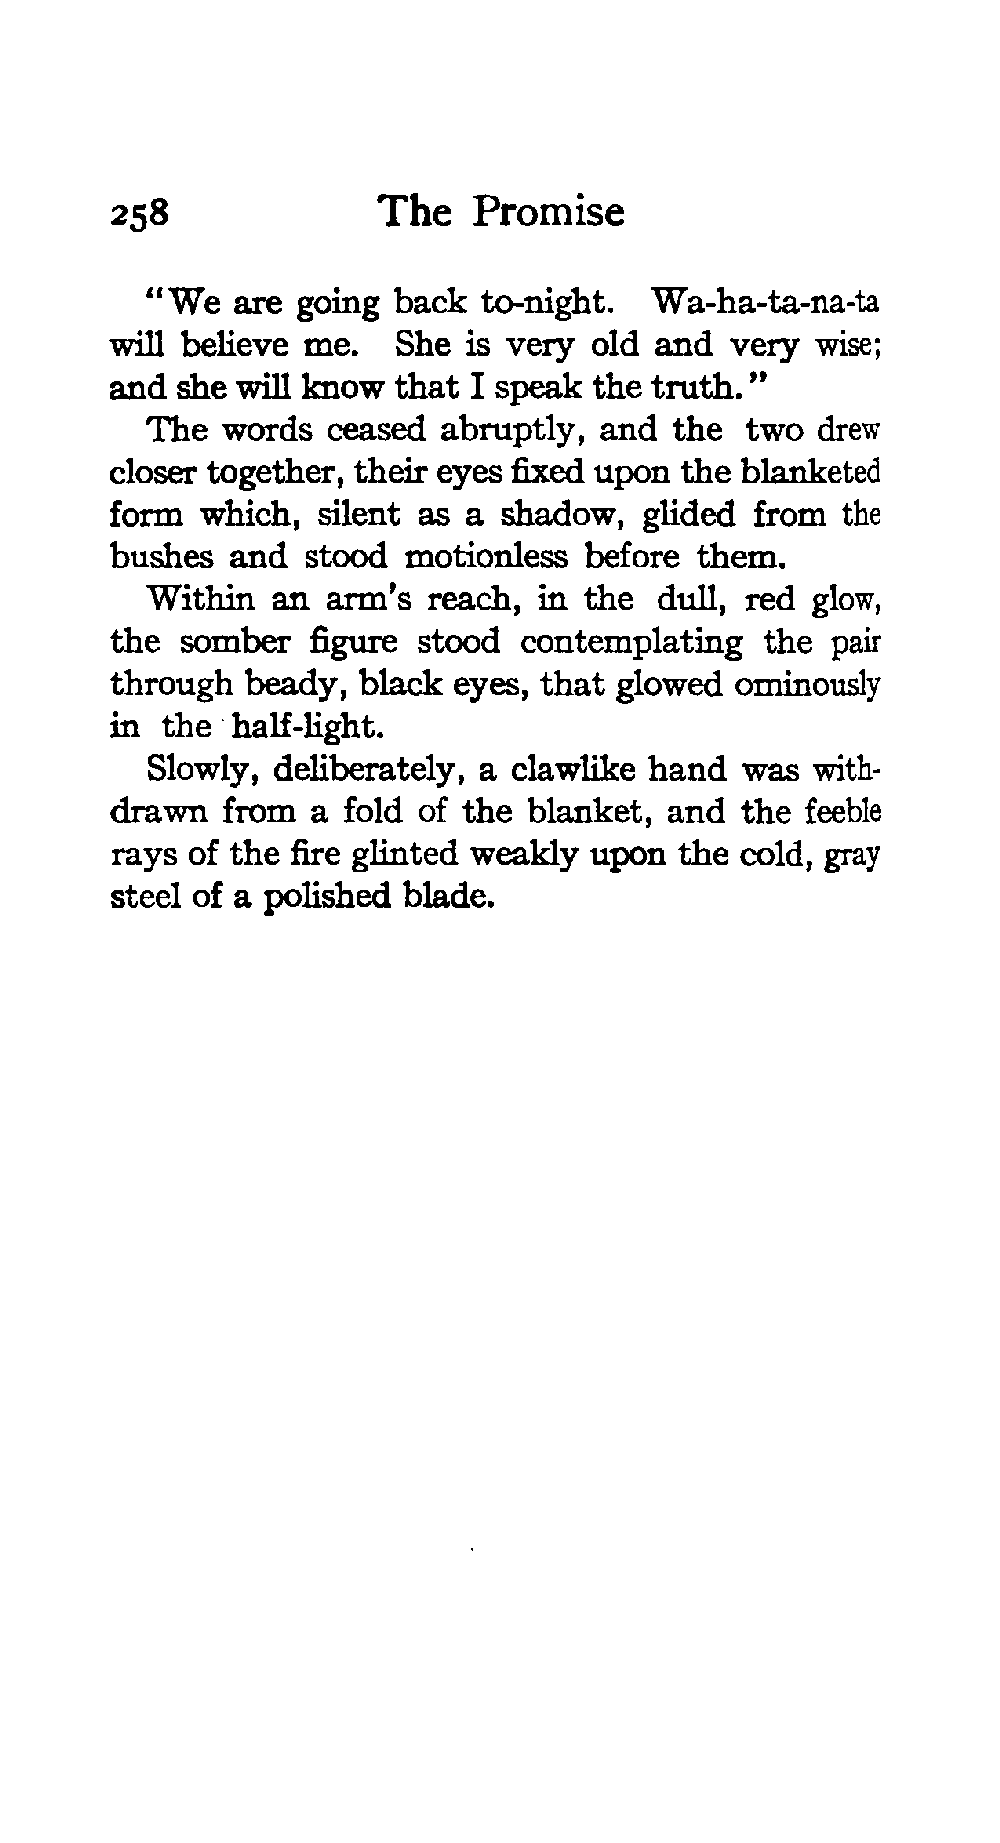 258 The Promise
"We are going back to-night. Wa-ha-ta-na-ta
will believe me. She is very old and very wise;
and she will know that I speak the truth."
The words ceased abruptly, and the two drew
closer together, their eyes fixed upon the blanketed
form which, silent as a shadow, glided from the
bushes and stood motionless before them.
Within an arm's reach, in the dull, red glow,
the somber figure stood contemplating the pair
through beady, black eyes, that glowed ominously
in the half-light.
Slowly, deliberately, a clawlike hand was with-
drawn from a fold of the blanket, and the feeble
rays of the fire glinted weakly upon the cold, gray
steel of a polished blade.